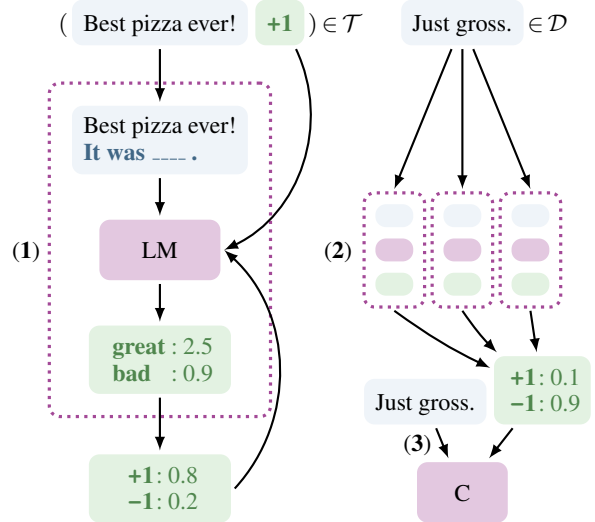 ( Best pizza ever! +1 ) ∈ 𝒯
Best pizza ever!
It was ____ .
(1)
LM
great : 2.5
bad : 0.9
+1: 0.8
−1: 0.2
Just gross. ∈ 𝒟
(2)
+1: 0.1
−1: 0.9
Just gross.
(3)
C